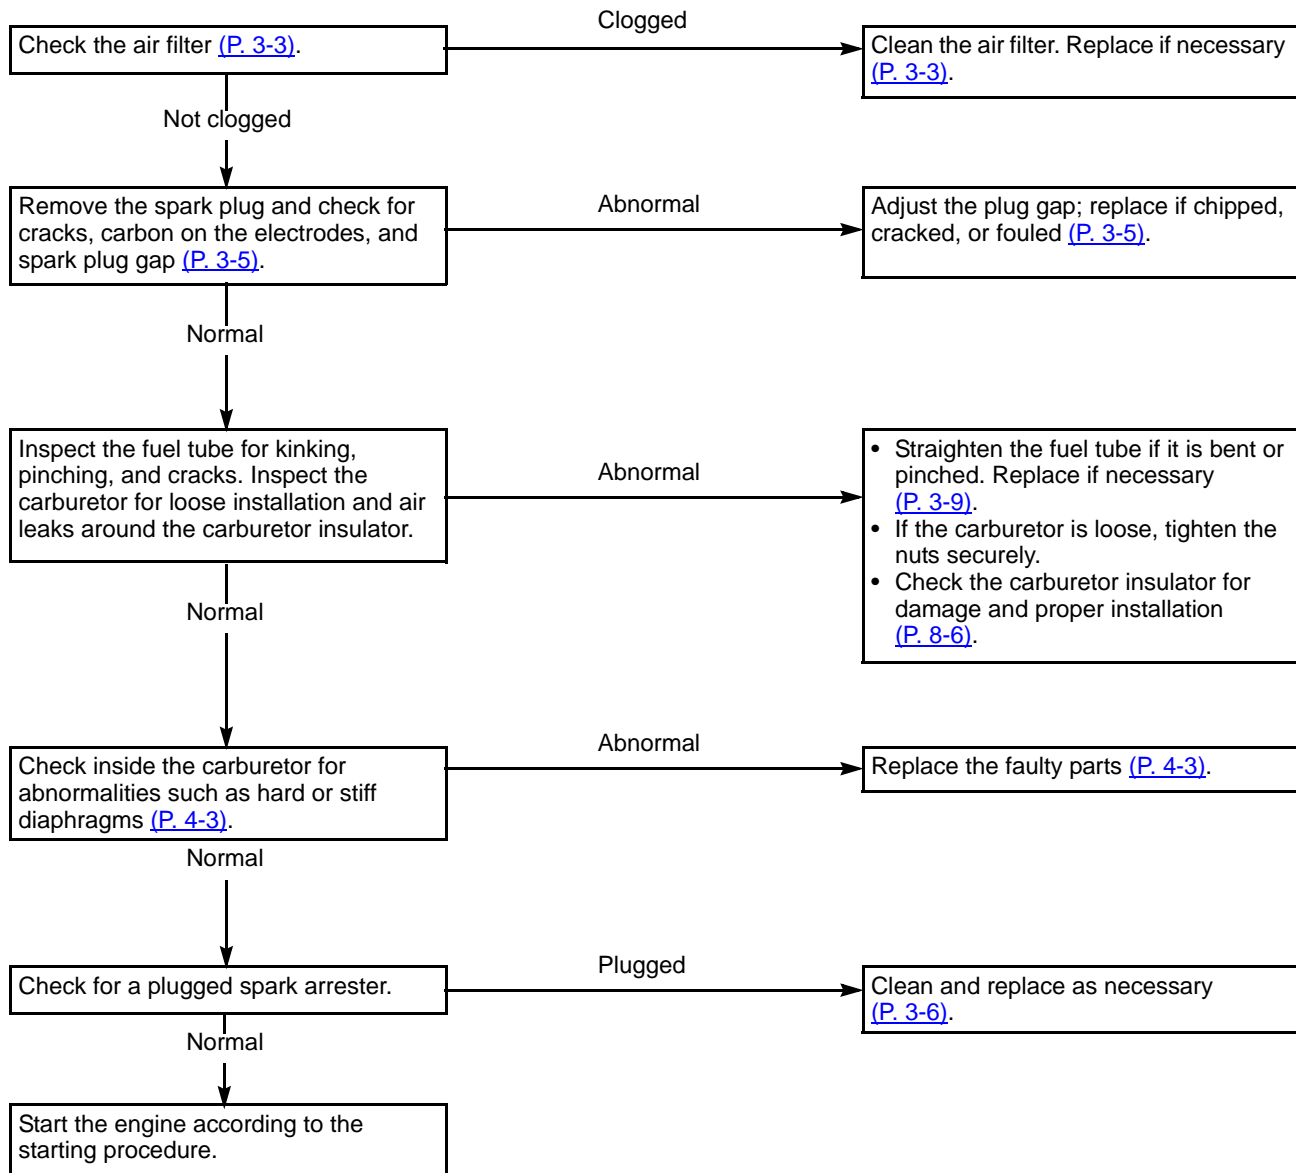 Clogged
Check the air filter (P. 3-3).
Clean the air filter. Replace if necessary
(P. 3-3).
Not clogged
Remove the spark plug and check for
cracks, carbon on the electrodes, and
spark plug gap (P. 3-5).
Abnormal
Adjust the plug gap; replace if chipped,
cracked, or fouled (P. 3-5).
Normal
Inspect the fuel tube for kinking,
pinching, and cracks. Inspect the
carburetor for loose installation and air
leaks around the carburetor insulator.
Abnormal
• Straighten the fuel tube if it is bent or
pinched. Replace if necessary
(P. 3-9).
• If the carburetor is loose, tighten the
nuts securely.
• Check the carburetor insulator for
damage and proper installation
(P. 8-6).
Normal
Check inside the carburetor for
abnormalities such as hard or stiff
diaphragms (P. 4-3).
Abnormal
Replace the faulty parts (P. 4-3).
Normal
Check for a plugged spark arrester.
Plugged
Clean and replace as necessary
(P. 3-6).
Normal
Start the engine according to the
starting procedure.